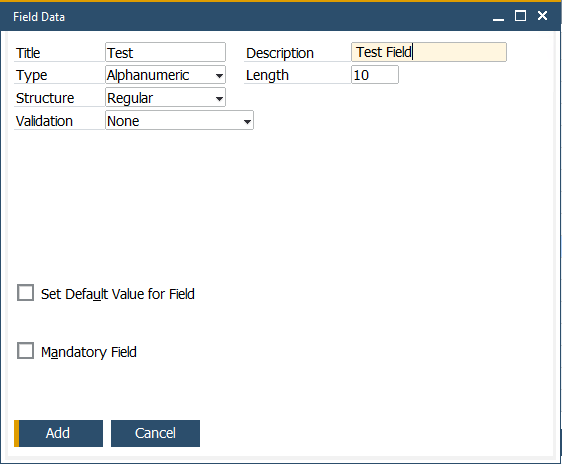 Field Data
Title Test Description Test Field
Type Alphanumeric Length 10
Structure Regular
Validation None
Set Default Value for Field
Mandatory Field
Add Cancel